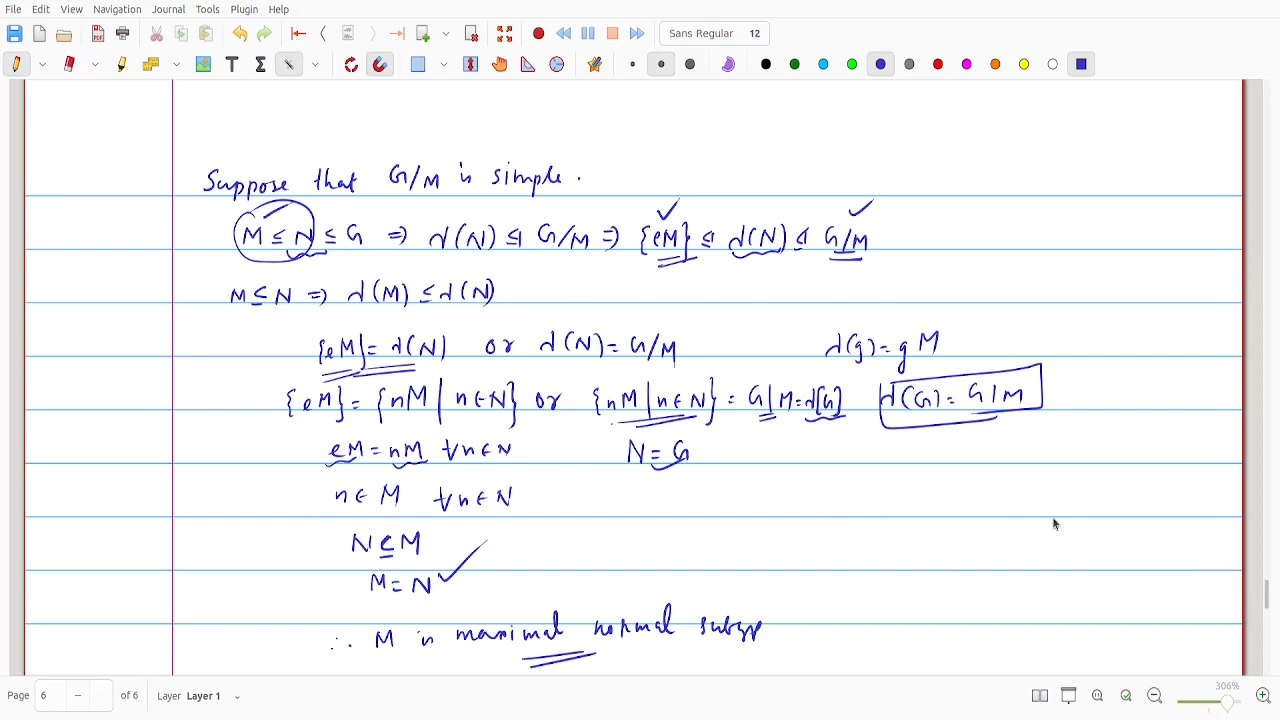 File Edit View Navigation Journal Tools Plugin Help
Sans Regular 12
Suppose that G/M is simple.
M ≤ N ≤ G ⇒ γ(N) ⊴ G/M ⇒ {eM} ⊴ γ(N) ⊴ G/M
M ⊆ N ⇒ γ(M) ≤ γ(N)
{eM} = γ(N) or γ(N) = G/M γ(g) = gM
{eM} = {nM | n ∈ N} or {nM | n ∈ N} = G/M = γ(G) γ(G) = G/M
eM = nM ∀ n ∈ N N = G
n ∈ M ∀ n ∈ N
N ⊆ M
M = N
∴ M is maximal normal subgp
Page 6 of 6 Layer Layer 1 306%